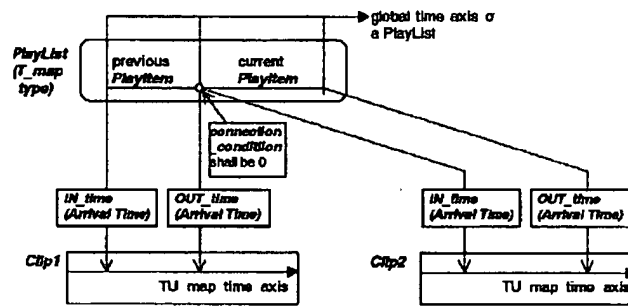 global time axis o
a PlayList
PlayList
(T_map
type)
previous
PlayItem
current
PlayItem
connection
_condition
shall be 0
IN_time
(Arrival Time)
OUT_time
(Arrival Time)
IN_time
(Arrival Time)
OUT_time
(Arrival Time)
Clip1
TU map time axis
Clip2
TU map time axis